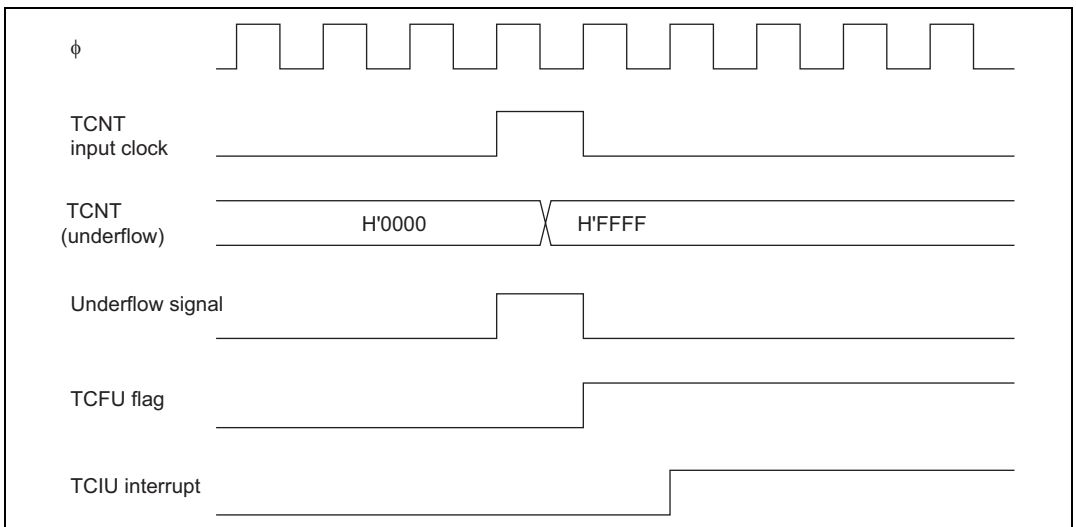 ϕ
TCNT
input clock
TCNT
(underflow)
H'0000
H'FFFF
Underflow signal
TCFU flag
TCIU interrupt